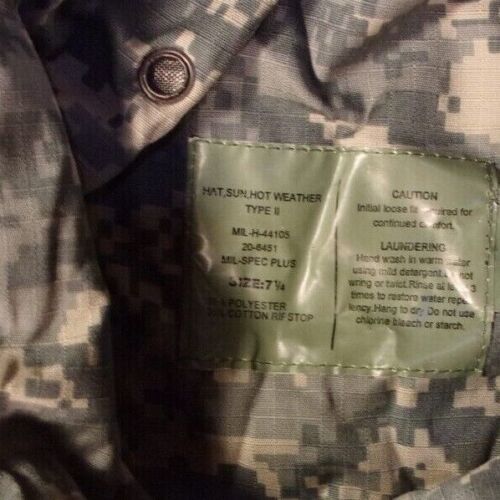 HAT,SUN,HOT WEATHER
TYPE II
MIL-H-44105
20-6451
MIL-SPEC PLUS
SIZE:7¼
POLYESTER
COTTON RIP STOP
CAUTION
Initial loose fit required for
continued comfort.
LAUNDERING
Hand wash in warm water
using mild detergent.Do not
wring or twist.Rinse at least 3
times to restore water repel
lency.Hang to dry. Do not use
chlorine bleach or starch.